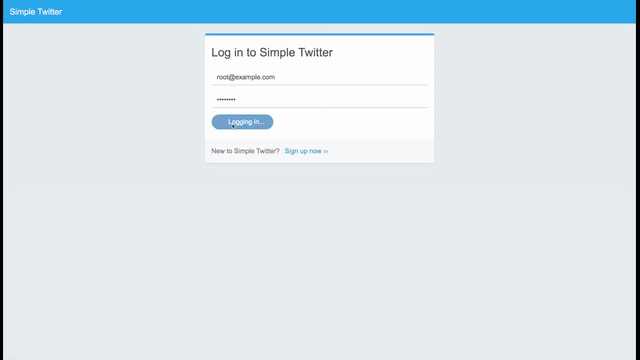 Simple Twitter
Log in to Simple Twitter
root@example.com
••••••••
Logging in...
New to Simple Twitter? Sign up now ››